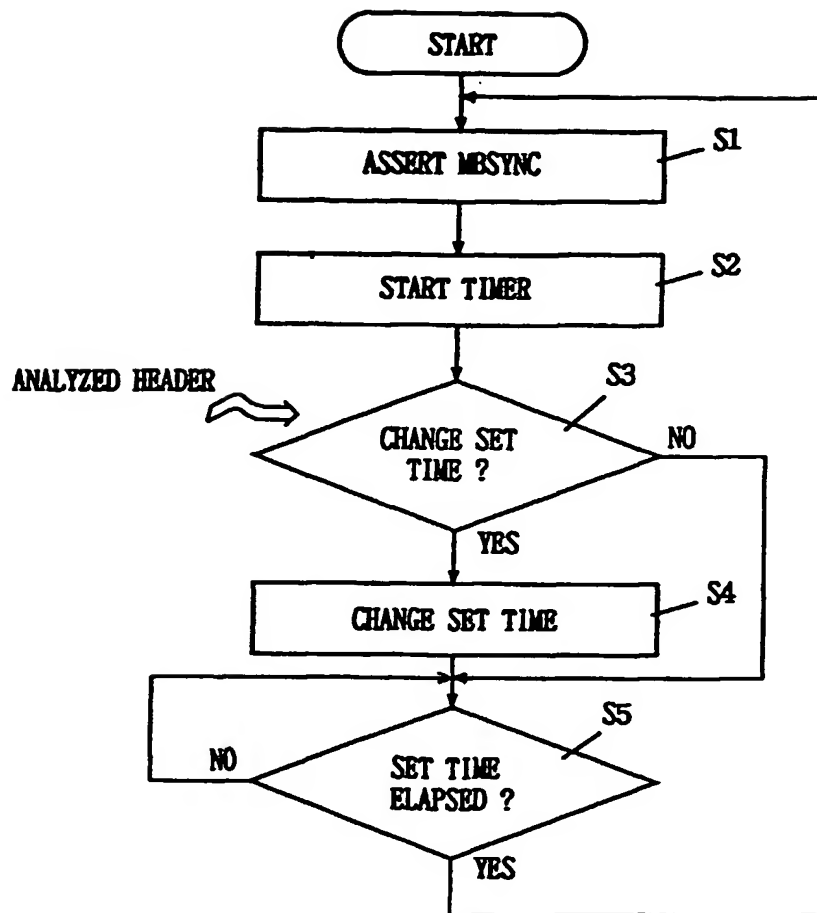 START
ASSERT MBSYNC
S1
START TIMER
S2
ANALYZED HEADER
S3
CHANGE SET
TIME ?
NO
YES
CHANGE SET TIME
S4
S5
NO
SET TIME
ELAPSED ?
YES